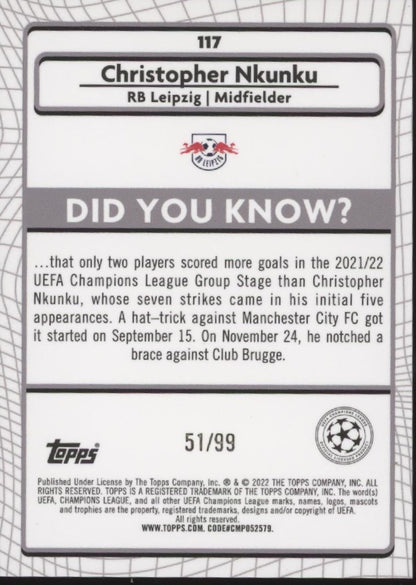 117
Christopher Nkunku
RB Leipzig | Midfielder
RB LEIPZIG
DID YOU KNOW?
...that only two players scored more goals in the 2021/22
UEFA Champions League Group Stage than Christopher
Nkunku, whose seven strikes came in his initial five
appearances. A hat–trick against Manchester City FC got
it started on September 15. On November 24, he notched a
brace against Club Brugge.
Topps
51/99
Published Under License by The Topps Company, Inc. ® & © 2022 THE TOPPS COMPANY, INC. ALL
RIGHTS RESERVED. TOPPS IS A REGISTERED TRADEMARK OF THE TOPPS COMPANY, INC. The word(s)
UEFA, CHAMPIONS LEAGUE, and all other UEFA Champions League marks, names, logos, mascots
and trophies are the property, registered trademarks, designs and/or copyright of UEFA.
All rights reserved.
WWW.TOPPS.COM. CODE#CMP052579.